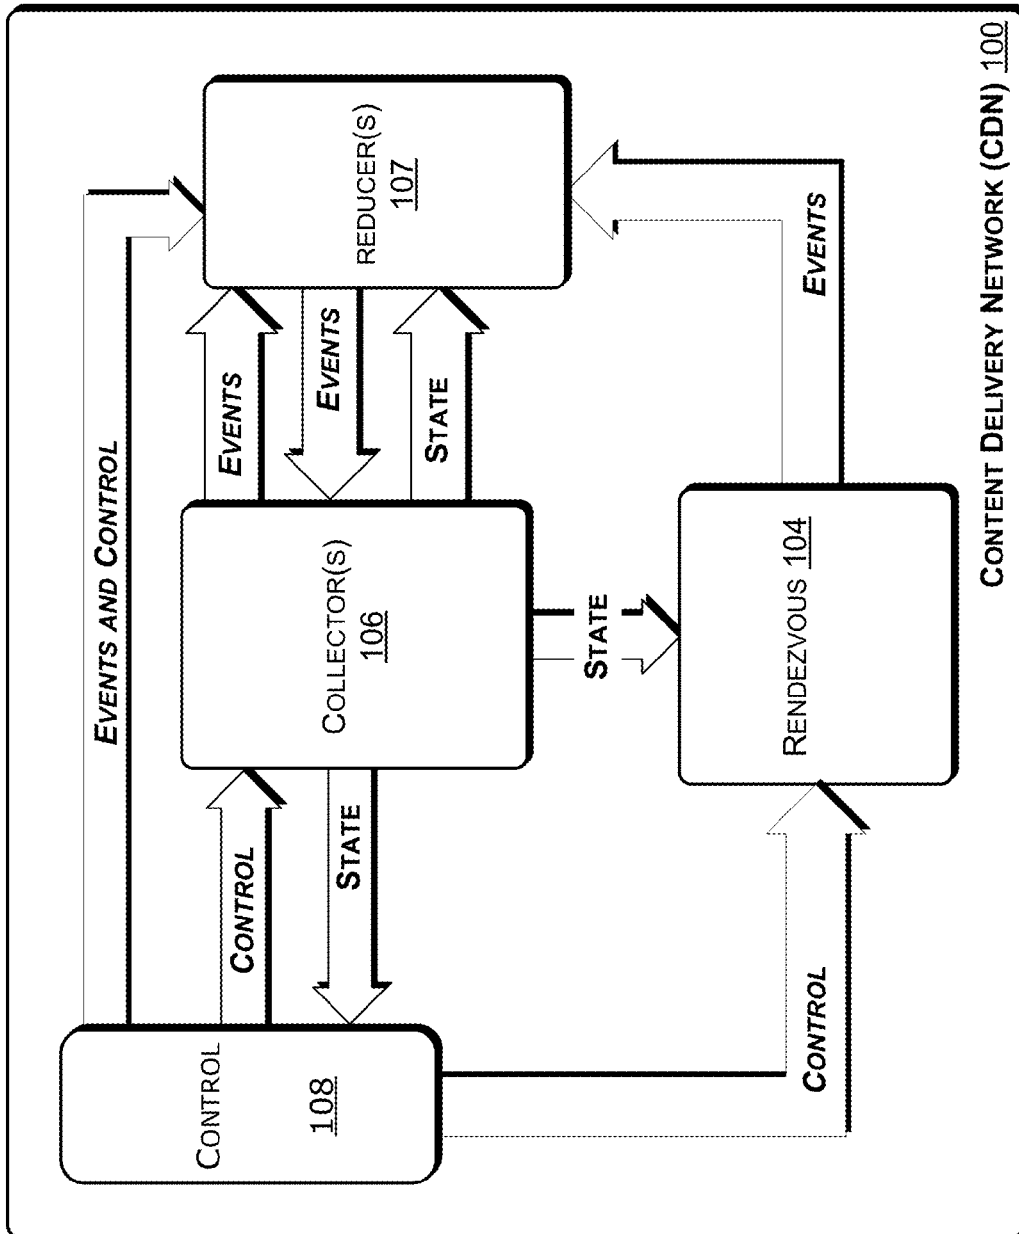 EVENTS AND CONTROL
CONTROL
108
CONTROL
STATE
COLLECTOR(S)
106
EVENTS
EVENTS
STATE
REDUCER(S)
107
STATE
CONTROL
RENDEZVOUS 104
EVENTS
CONTENT DELIVERY NETWORK (CDN) 100